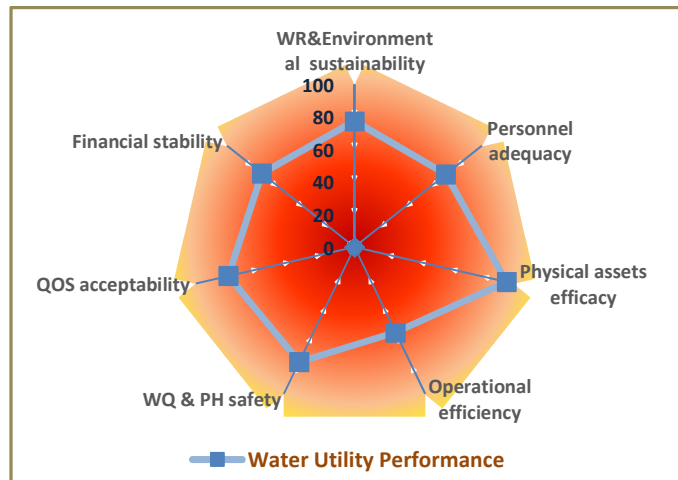 WR&Environment
al sustainability
100
80
60
40
20
0
Personnel
adequacy
Physical assets
efficacy
Operational
efficiency
WQ & PH safety
QOS acceptability
Financial stability
Water Utility Performance